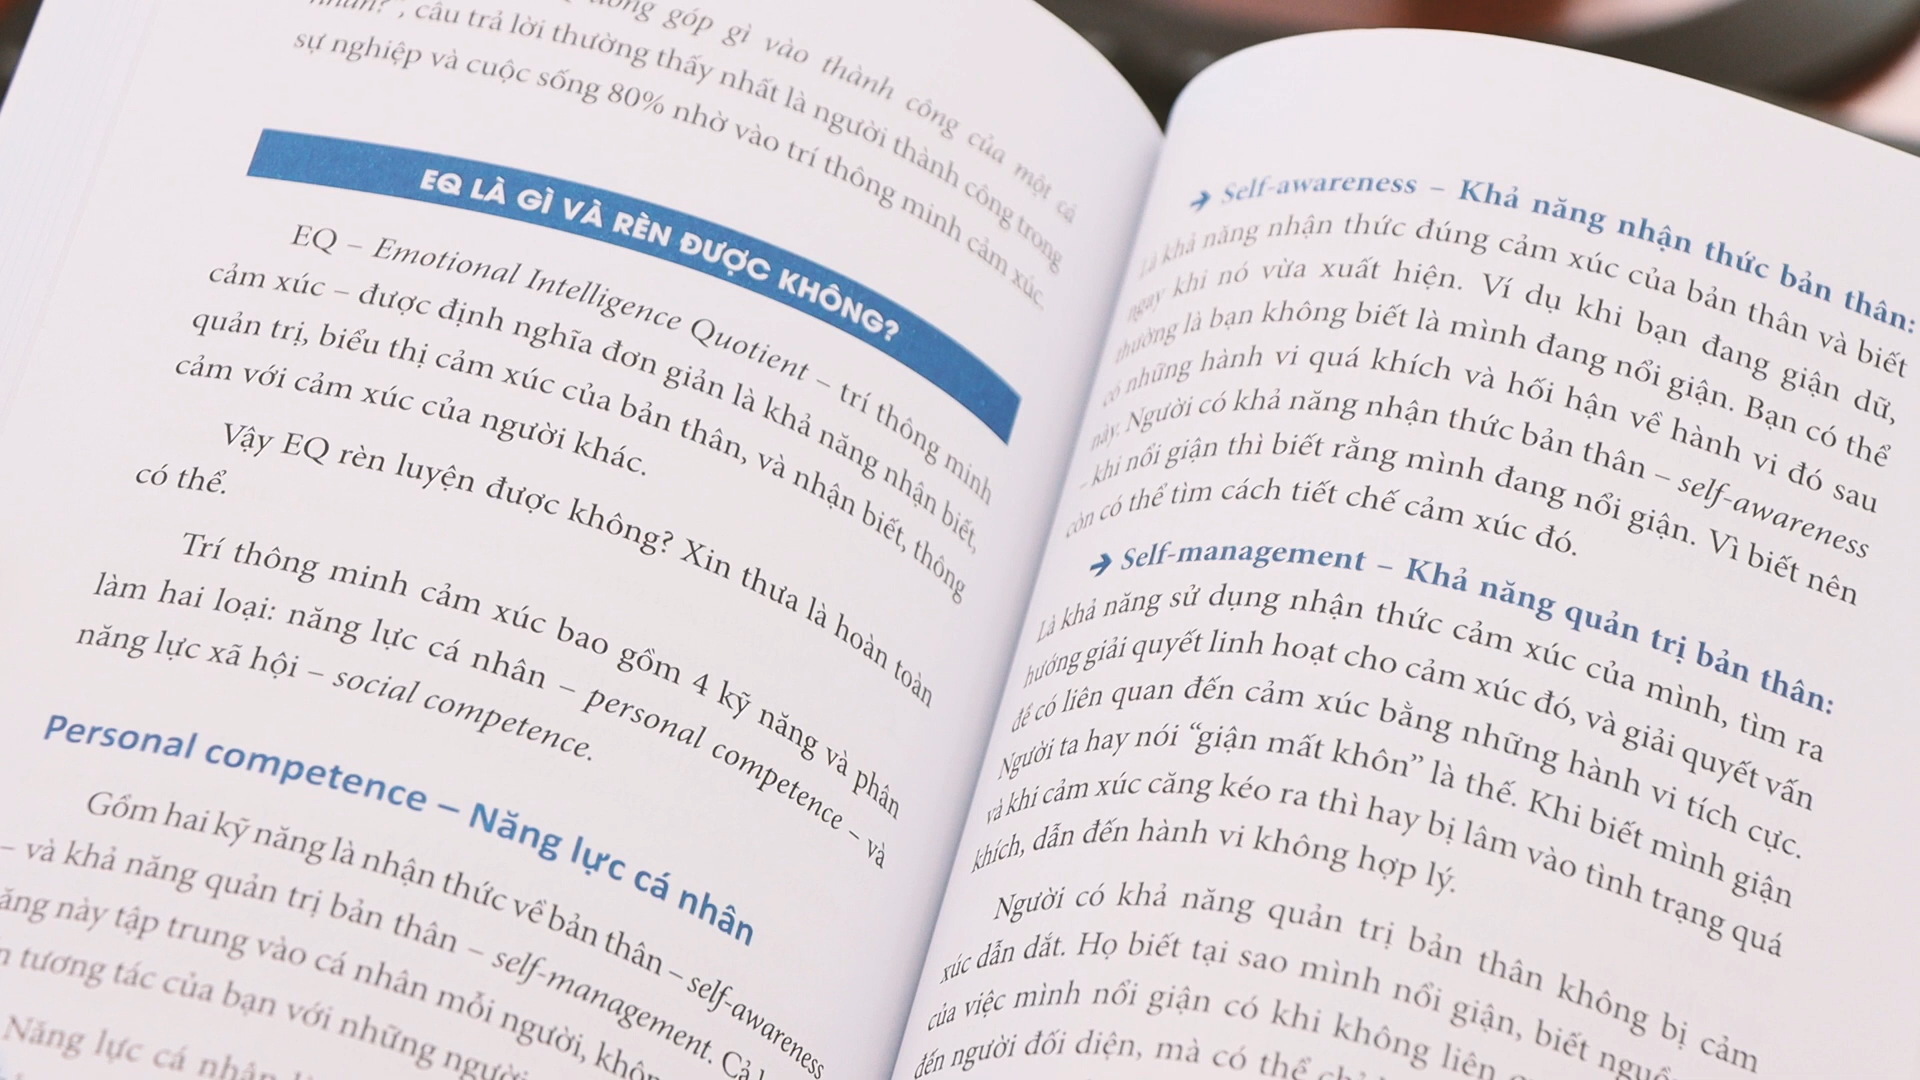 đóng góp gì vào thành công của một cá
nhân?", câu trả lời thường thấy nhất là người thành công trong
sự nghiệp và cuộc sống 80% nhờ vào trí thông minh cảm xúc.
EQ LÀ GÌ VÀ RÈN ĐƯỢC KHÔNG?
EQ – Emotional Intelligence Quotient – trí thông minh
cảm xúc – được định nghĩa đơn giản là khả năng nhận biết,
quản trị, biểu thị cảm xúc của bản thân, và nhận biết, thông
cảm với cảm xúc của người khác.
Vậy EQ rèn luyện được không? Xin thưa là hoàn toàn
có thể.
Trí thông minh cảm xúc bao gồm 4 kỹ năng và phân
làm hai loại: năng lực cá nhân – personal competence – và
năng lực xã hội – social competence.
Personal competence – Năng lực cá nhân
Gồm hai kỹ năng là nhận thức về bản thân – self-awareness
– và khả năng quản trị bản thân – self-management. Cả
này tập trung vào cá nhân mỗi người,
tương tác của bạn với những người
Năng lực cá nhân
➔ Self-awareness – Khả năng nhận thức bản thân:
Là khả năng nhận thức đúng cảm xúc của bản thân và biết
ngay khi nó vừa xuất hiện. Ví dụ khi bạn đang giận dữ,
thường là bạn không biết là mình đang nổi giận. Bạn có thể
có những hành vi quá khích và hối hận về hành vi đó sau
này. Người có khả năng nhận thức bản thân – self-awareness
– khi nổi giận thì biết rằng mình đang nổi giận. Vì biết nên
còn có thể tìm cách tiết chế cảm xúc đó.
➔ Self-management – Khả năng quản trị bản thân:
Là khả năng sử dụng nhận thức cảm xúc của mình, tìm ra
hướng giải quyết linh hoạt cho cảm xúc đó, và giải quyết vấn
đề có liên quan đến cảm xúc bằng những hành vi tích cực.
Người ta hay nói "giận mất khôn" là thế. Khi biết mình giận
và khi cảm xúc căng kéo ra thì hay bị lâm vào tình trạng quá
khích, dẫn đến hành vi không hợp lý.
Người có khả năng quản trị bản thân không bị cảm
xúc dẫn dắt. Họ biết tại sao mình nổi giận, biết
của việc mình nổi giận có khi không liên
đến người đối diện, mà có thể